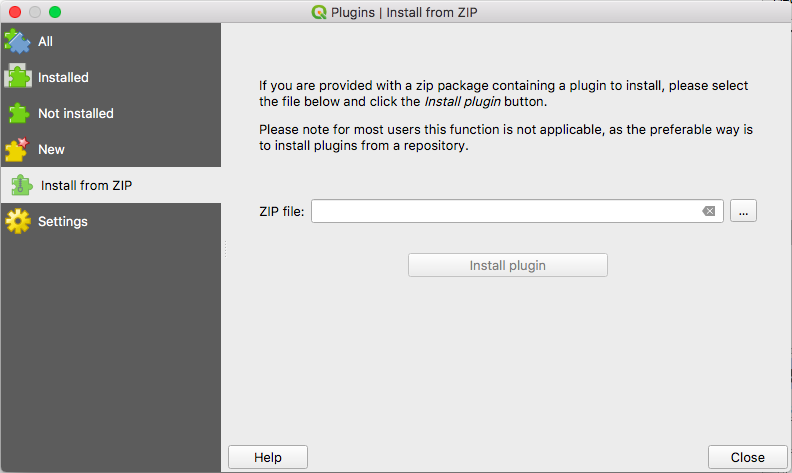 Plugins | Install from ZIP
All
Installed
Not installed
New
Install from ZIP
Settings
If you are provided with a zip package containing a plugin to install, please select
the file below and click the Install plugin button.
Please note for most users this function is not applicable, as the preferable way is
to install plugins from a repository.
ZIP file:
...
Install plugin
Help
Close